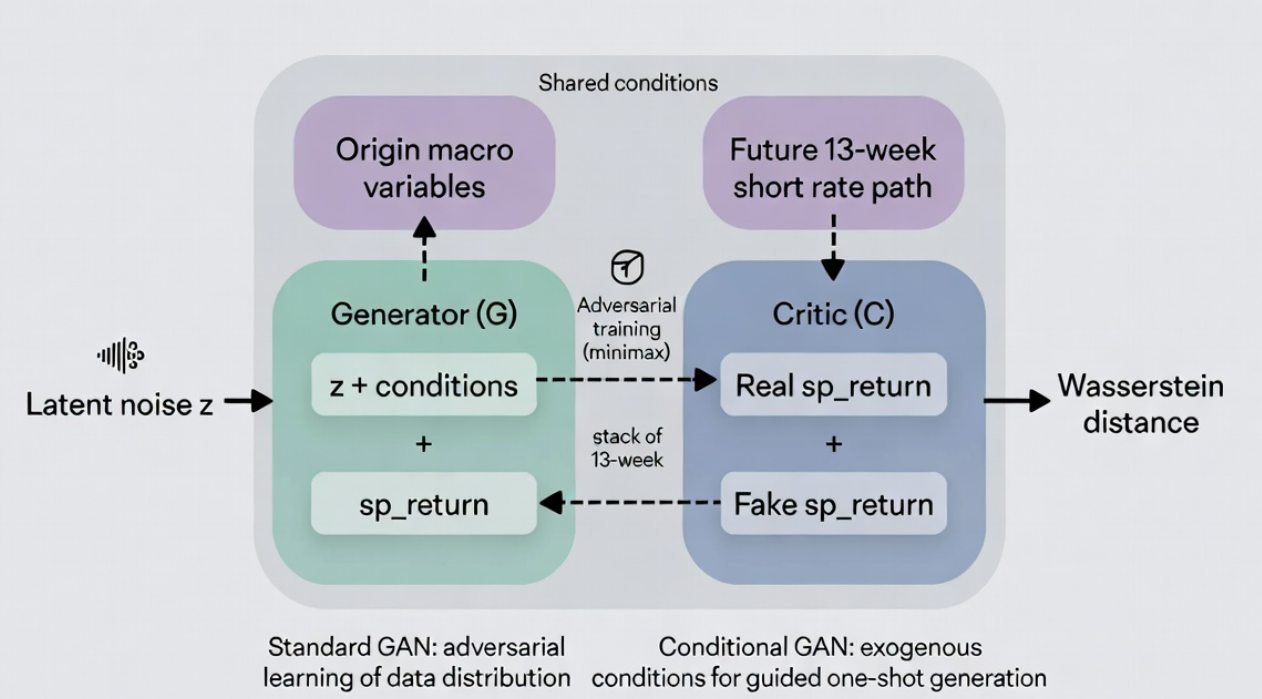 Shared conditions
Origin macro
variables
Future 13-week
short rate path
Generator (G)
Adversarial
training
(minimax)
Critic (C)
Latent noise z
z + conditions
Real sp_return
Wasserstein
distance
+
stack of
13-week
+
sp_return
Fake sp_return
Standard GAN: adversarial
learning of data distribution
Conditional GAN: exogenous
conditions for guided one-shot generation